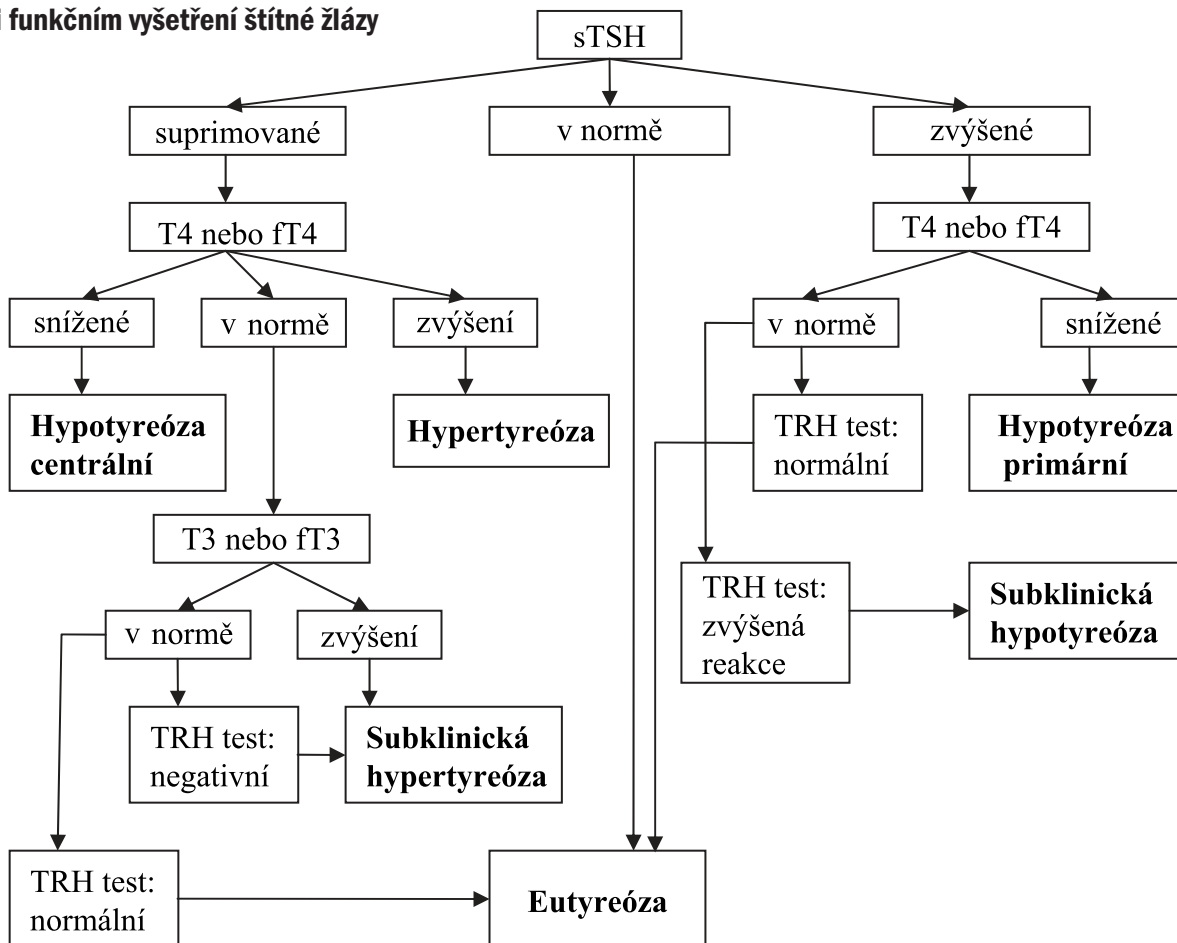 i funkčním vyšetření štítné žlázy
sTSH
suprimované
v normě
zvýšené
T4 nebo fT4
T4 nebo fT4
snížené
v normě
zvýšení
v normě
snížené
Hypotyreóza
centrální
Hypertyreóza
TRH test:
normální
Hypotyreóza
primární
T3 nebo fT3
v normě
zvýšení
TRH test:
zvýšená
reakce
Subklinická
hypotyreóza
TRH test:
negativní
Subklinická
hypertyreóza
TRH test:
normální
Eutyreóza